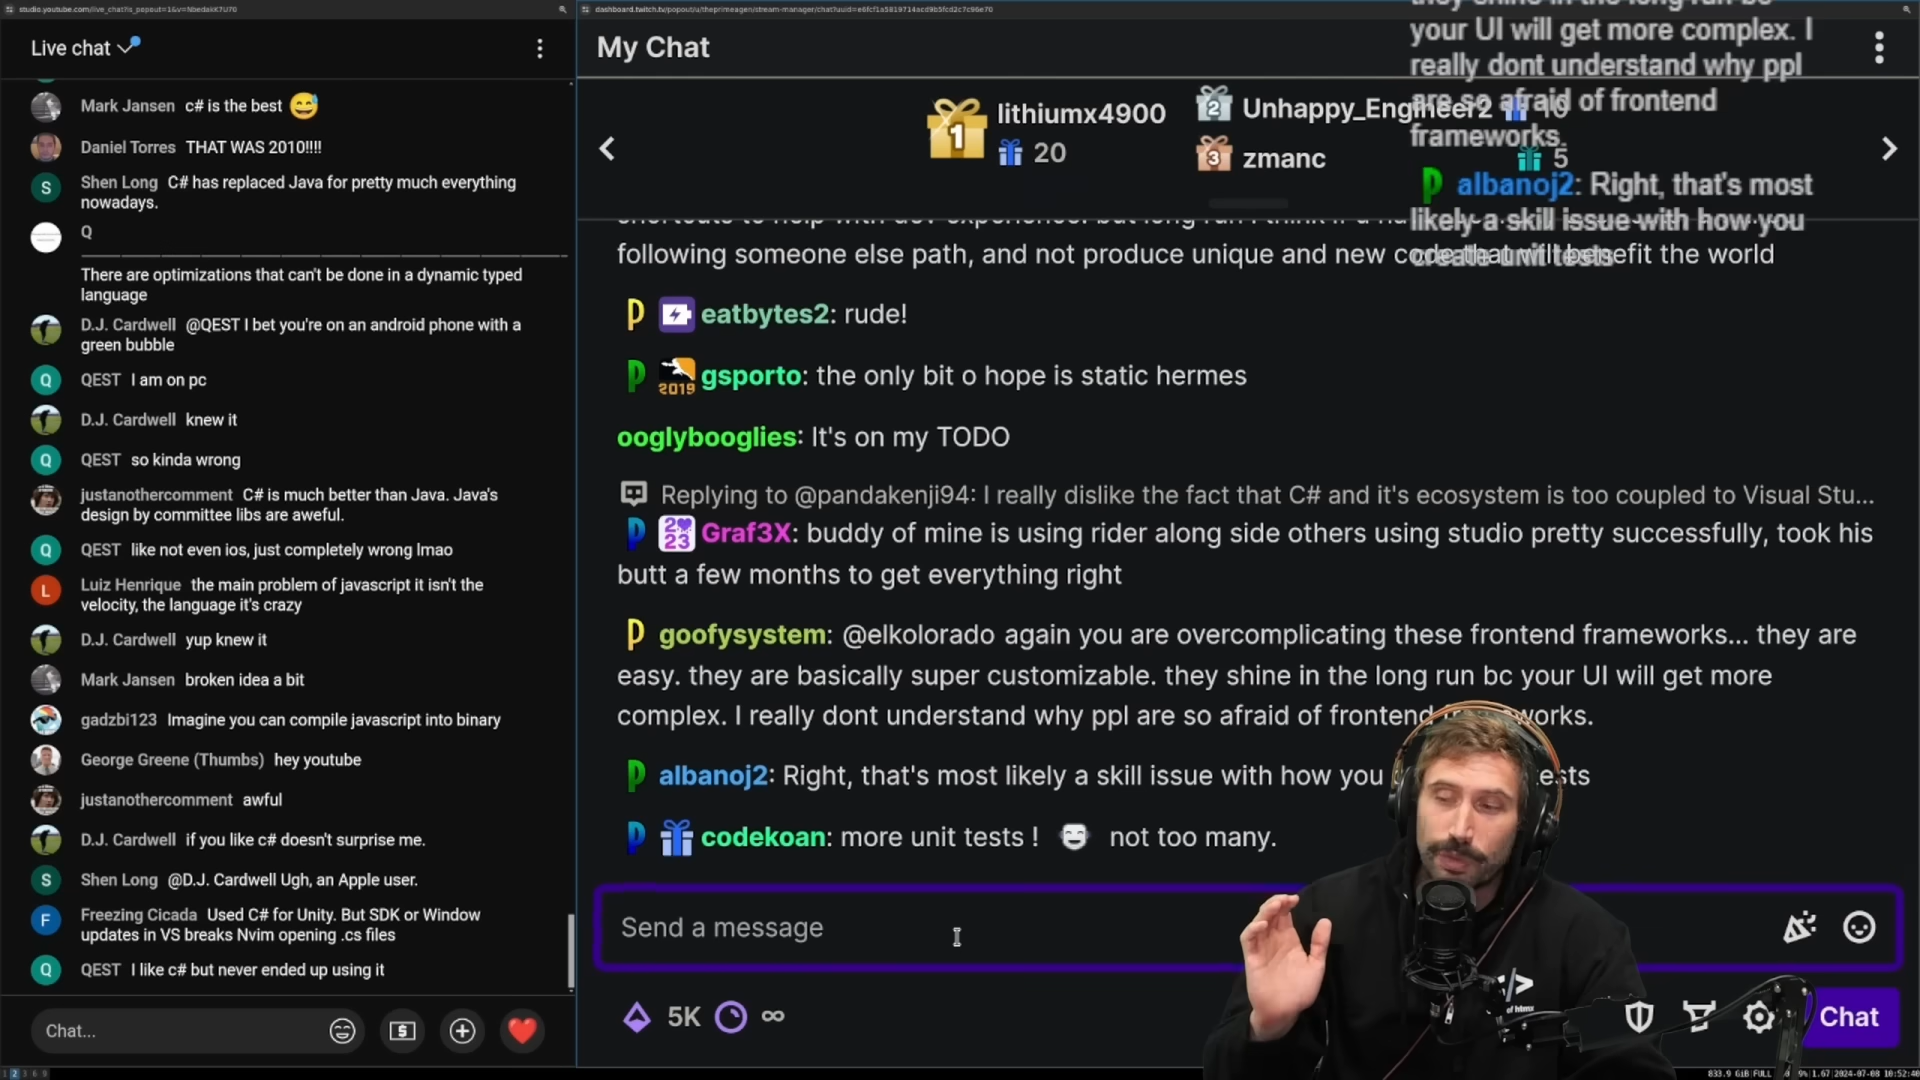 studio.youtube.com/live_chat?is_popout=1&v=NbedakK7U70
Live chat
Mark Jansen c# is the best 😅
Daniel Torres THAT WAS 2010!!!!
Shen Long C# has replaced Java for pretty much everything
nowadays.
Q
There are optimizations that can't be done in a dynamic typed
language
D.J. Cardwell @QEST I bet you're on an android phone with a
green bubble
QEST I am on pc
D.J. Cardwell knew it
QEST so kinda wrong
justanothercomment C# is much better than Java. Java's
design by committee libs are aweful.
QEST like not even ios, just completely wrong lmao
Luiz Henrique the main problem of javascript it isn't the
velocity, the language it's crazy
D.J. Cardwell yup knew it
Mark Jansen broken idea a bit
gadzbi123 Imagine you can compile javascript into binary
George Greene (Thumbs) hey youtube
justanothercomment awful
D.J. Cardwell if you like c# doesn't surprise me.
Shen Long @D.J. Cardwell Ugh, an Apple user.
Freezing Cicada Used C# for Unity. But SDK or Window
updates in VS breaks Nvim opening .cs files
QEST I like c# but never ended up using it
Chat...
My Chat
1 lithiumx4900
20
2 Unhappy_Engineer2 10
3 zmanc 5
following someone else path, and not produce unique and new code that will benefit the world
eatbytes2: rude!
2019 gsporto: the only bit o hope is static hermes
ooglybooglies: It's on my TODO
Replying to @pandakenji94: I really dislike the fact that C# and it's ecosystem is too coupled to Visual Stu...
Graf3X: buddy of mine is using rider along side others using studio pretty successfully, took his
butt a few months to get everything right
goofysystem: @elkolorado again you are overcomplicating these frontend frameworks... they are
easy. they are basically super customizable. they shine in the long run bc your UI will get more
complex. I really dont understand why ppl are so afraid of frontend frameworks.
albanoj2: Right, that's most likely a skill issue with how you tests
codekoan: more unit tests ! not too many.
Send a message
5K ∞
Chat
they shine in the long run bc
your UI will get more complex. I
really dont understand why ppl
are so afraid of frontend
frameworks.
albanoj2: Right, that's most
likely a skill issue with how you
create unit tests
2024-07-08 10:52:40